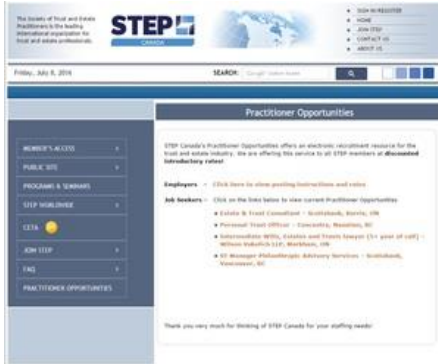 The Society of Trust and Estate
Practitioners is the leading
international organization for
trust and estate professionals.
STEP
CANADA
SIGN IN/REGISTER
HOME
JOIN STEP
CONTACT US
ABOUT US
Friday, July 8, 2016
SEARCH:
Practitioner Opportunities
MEMBER'S ACCESS
PUBLIC SITE
PROGRAMS & SEMINARS
STEP WORLDWIDE
CETA
JOIN STEP
FAQ
PRACTITIONER OPPORTUNITIES
STEP Canada's Practitioner Opportunities offers an electronic recruitment resource for the
trust and estate industry. We are offering this service to all STEP members at discounted
introductory rates!
Employers - Click here to view posting instructions and rates
Job Seekers - Click on the links below to view current Practitioner Opportunities
Estate & Trust Consultant - Scotiabank, Barrie, ON
Personal Trust Officer - Concentra, Nanaimo, BC
Intermediate Wills, Estates and Trusts lawyer (5+ year of call) -
Wilson Vukelich LLP, Markham, ON
Manager Philanthropic Advisory Services - Scotiabank,
Vancouver, BC
Thank you very much for thinking of STEP Canada for your staffing needs!